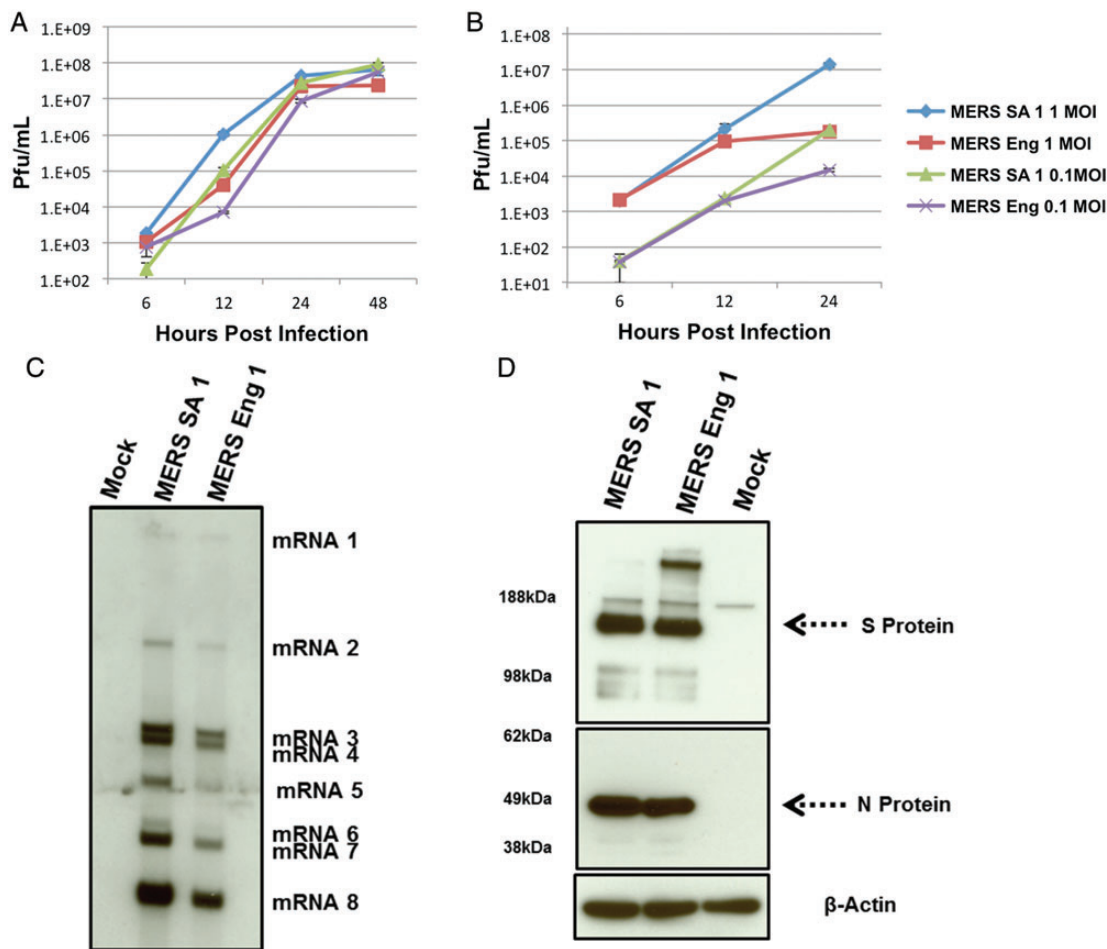 A
1.E+09
1.E+08
1.E+07
1.E+06
1.E+05
1.E+04
1.E+03
1.E+02
Pfu/mL
6 12 24 48
Hours Post Infection
B
1.E+08
1.E+07
1.E+06
1.E+05
1.E+04
1.E+03
1.E+02
1.E+01
Pfu/mL
6 12 24
Hours Post Infection
MERS SA 1 1 MOI
MERS Eng 1 MOI
MERS SA 1 0.1MOI
MERS Eng 0.1 MOI
C
Mock
MERS SA 1
MERS Eng 1
mRNA 1
mRNA 2
mRNA 3
mRNA 4
mRNA 5
mRNA 6
mRNA 7
mRNA 8
D
MERS SA 1
MERS Eng 1
Mock
188kDa
98kDa
S Protein
62kDa
49kDa
38kDa
N Protein
β-Actin